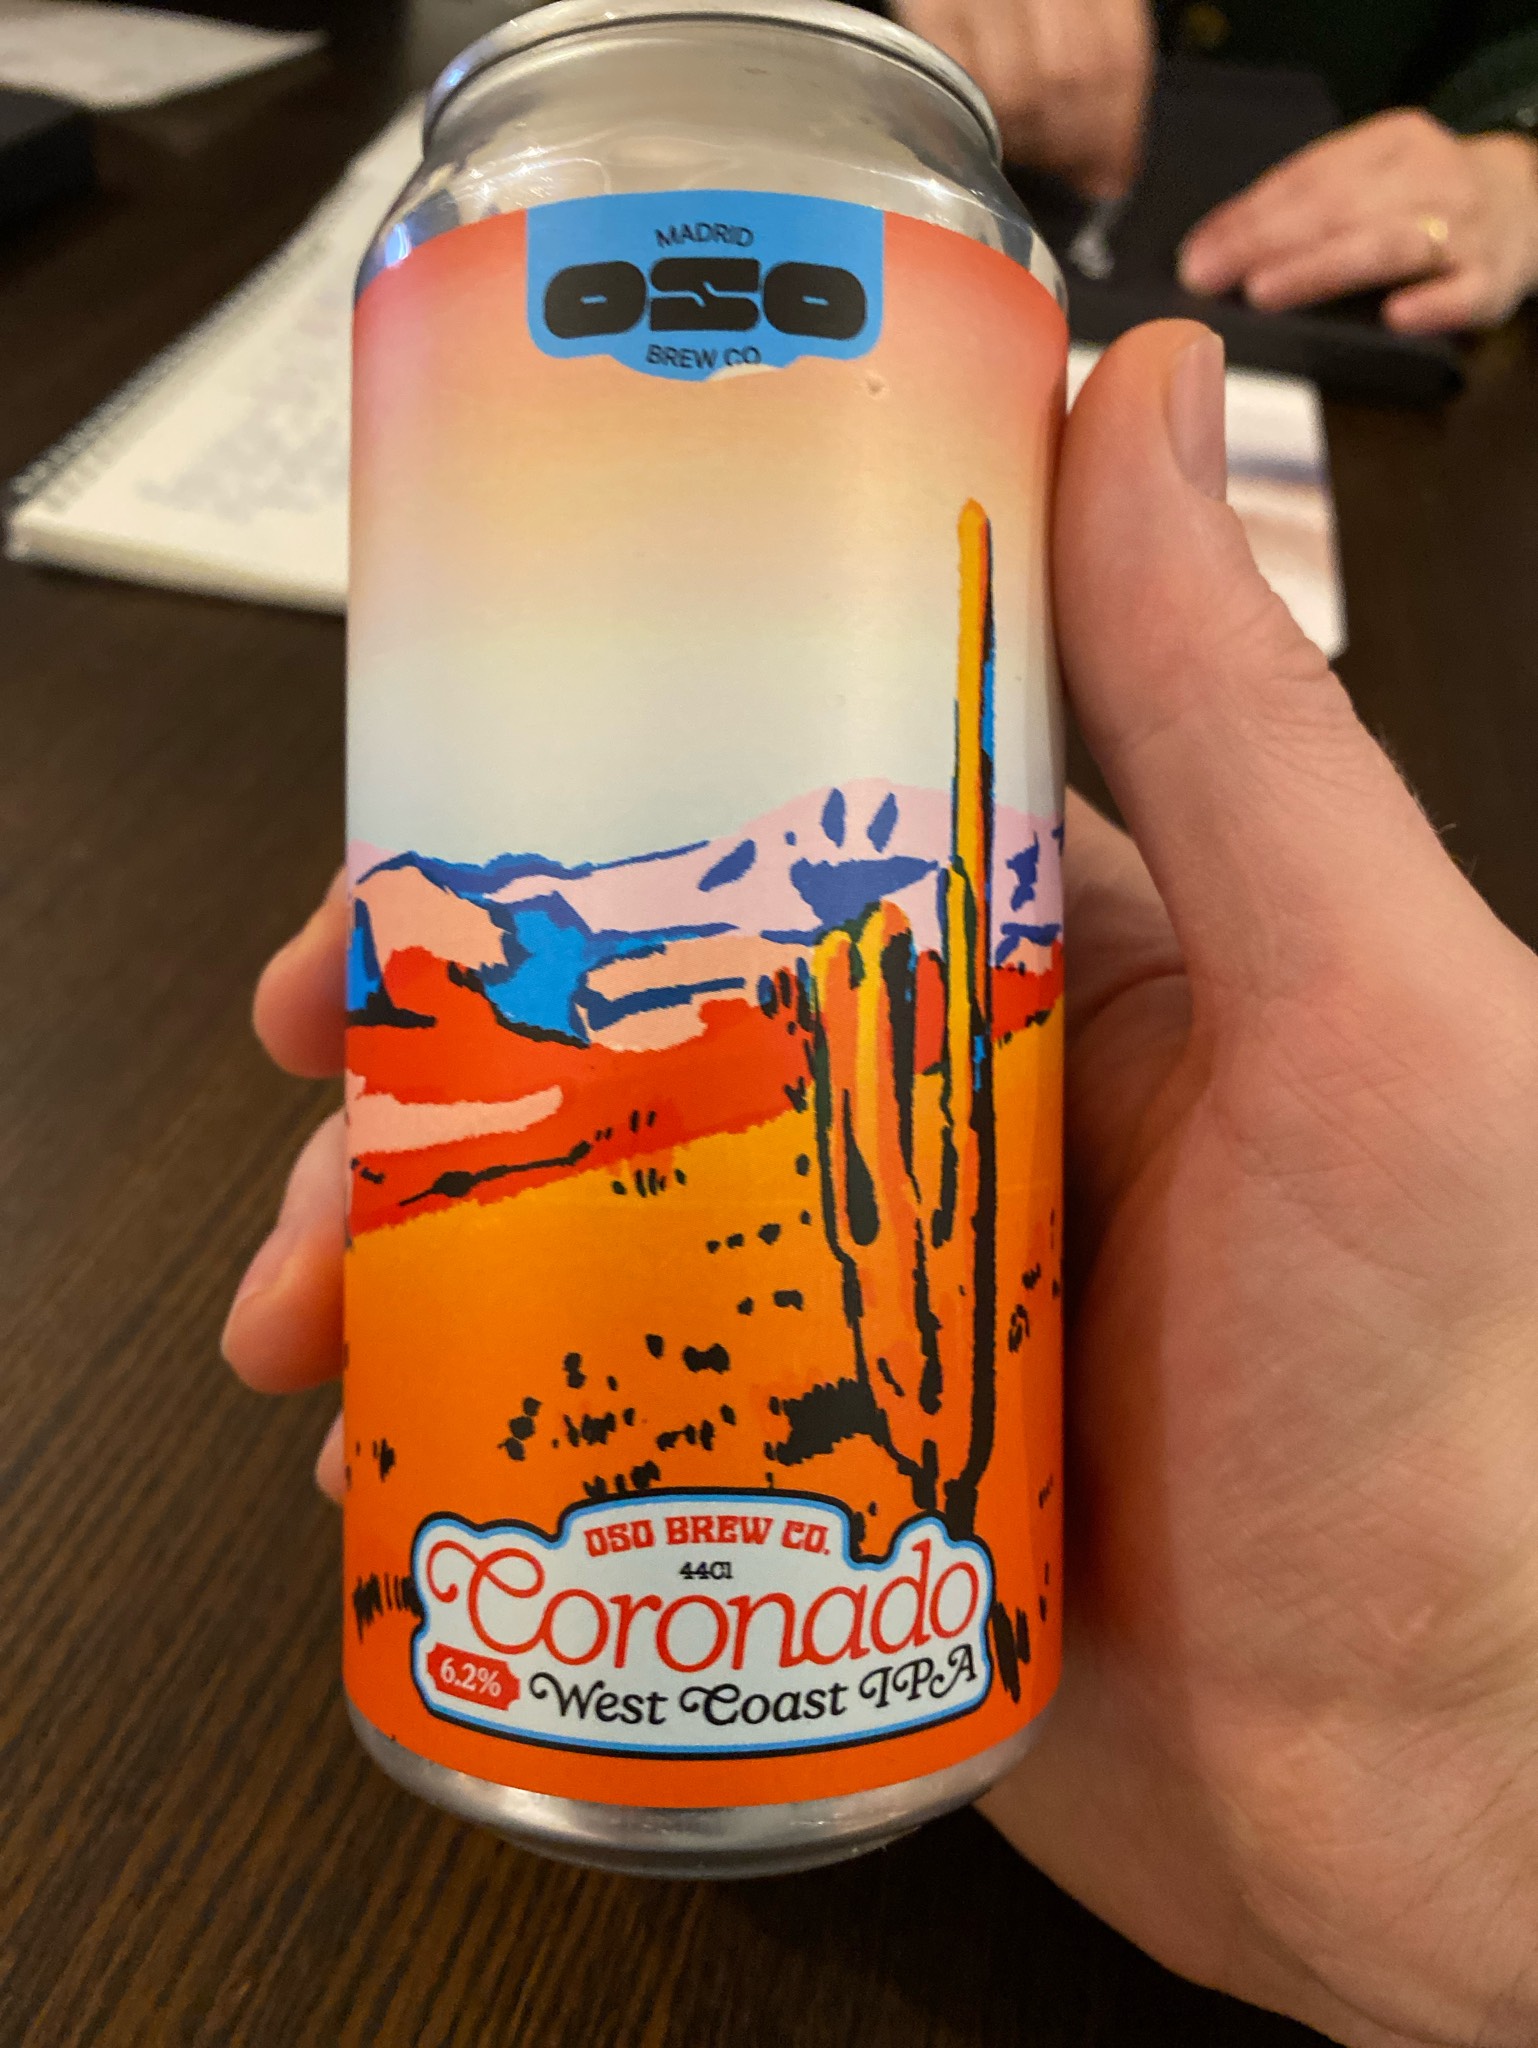 MADRID
OSO
BREW CO
OSO BREW CO.
44Cl
Coronado
6.2% West Coast IPA